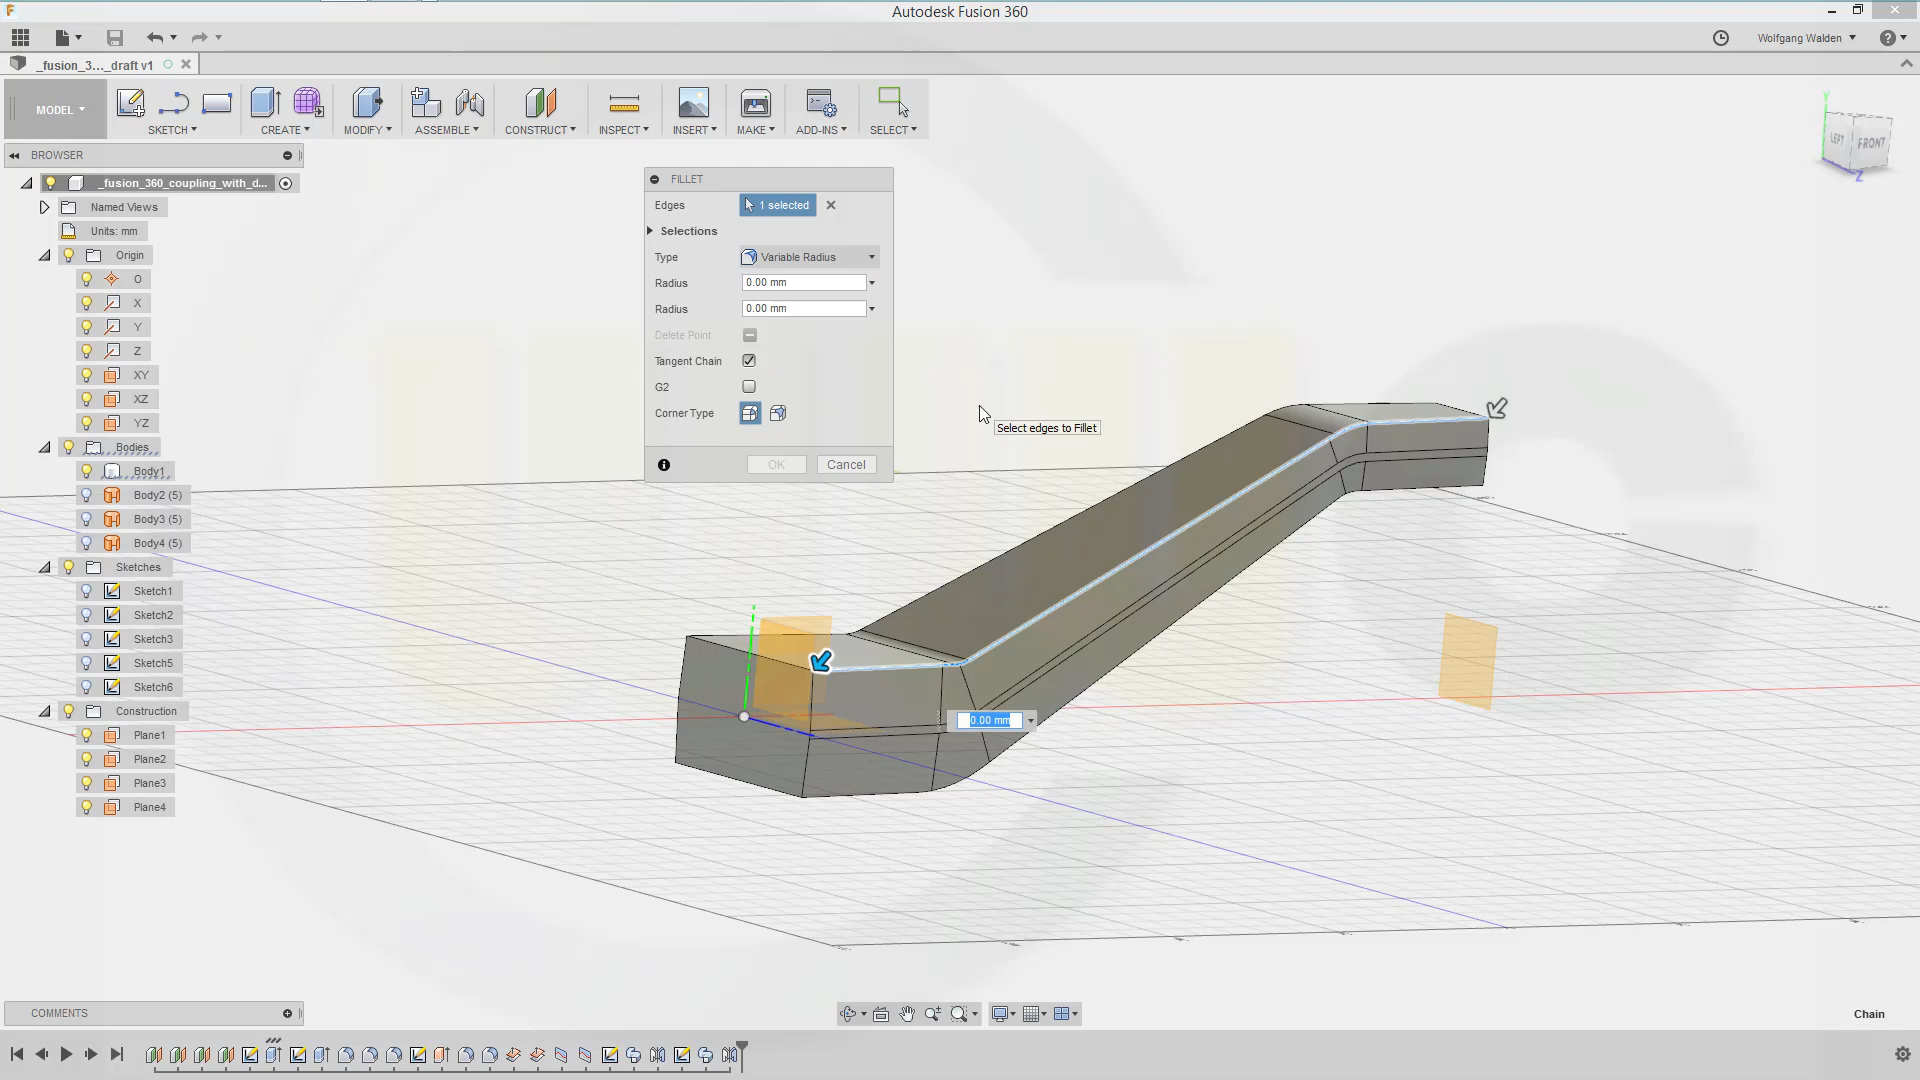 Autodesk Fusion 360
Wolfgang Walden
_fusion_3..._draft v1
MODEL
SKETCH
CREATE
MODIFY
ASSEMBLE
CONSTRUCT
INSPECT
INSERT
MAKE
ADD-INS
SELECT
BROWSER
_fusion_360_coupling_with_d...
Named Views
Units: mm
Origin
O
X
Y
Z
XY
XZ
YZ
Bodies
Body1
Body2 (5)
Body3 (5)
Body4 (5)
Sketches
Sketch1
Sketch2
Sketch3
Sketch5
Sketch6
Construction
Plane1
Plane2
Plane3
Plane4
FILLET
Edges 1 selected
Selections
Type Variable Radius
Radius 0.00 mm
Radius 0.00 mm
Delete Point
Tangent Chain
G2
Corner Type
OK Cancel
Select edges to Fillet
0.00 mm
Y
LEFT FRONT
Z
COMMENTS
Chain